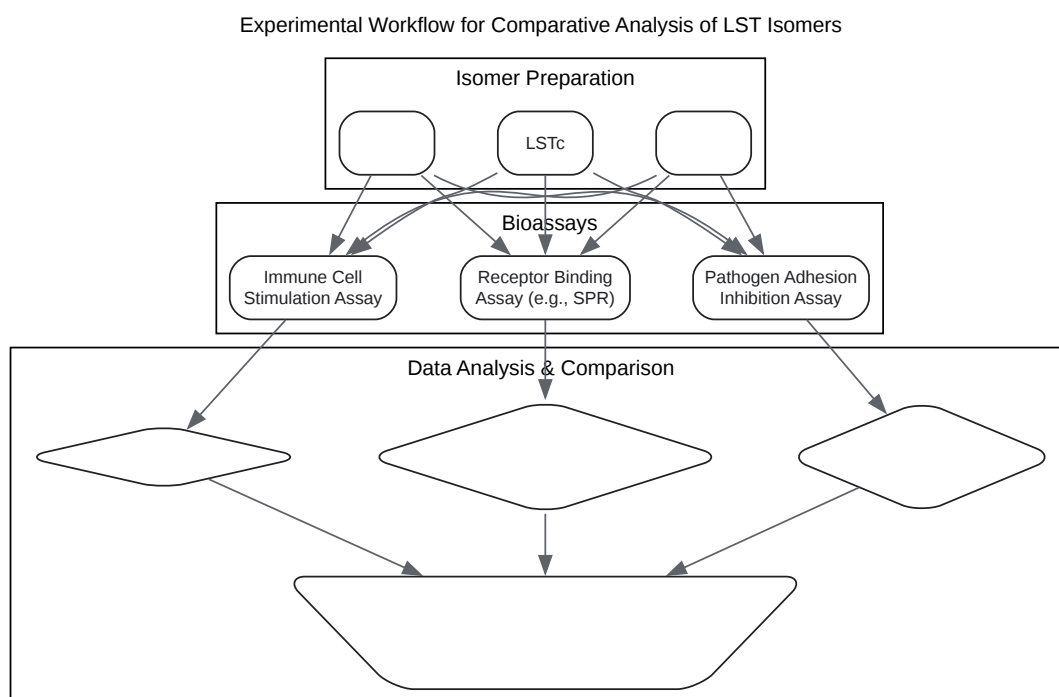 Experimental Workflow for Comparative Analysis of LST Isomers
Isomer Preparation
LSTc
Bioassays
Immune Cell
Stimulation Assay
Receptor Binding
Assay (e.g., SPR)
Pathogen Adhesion
Inhibition Assay
Data Analysis & Comparison